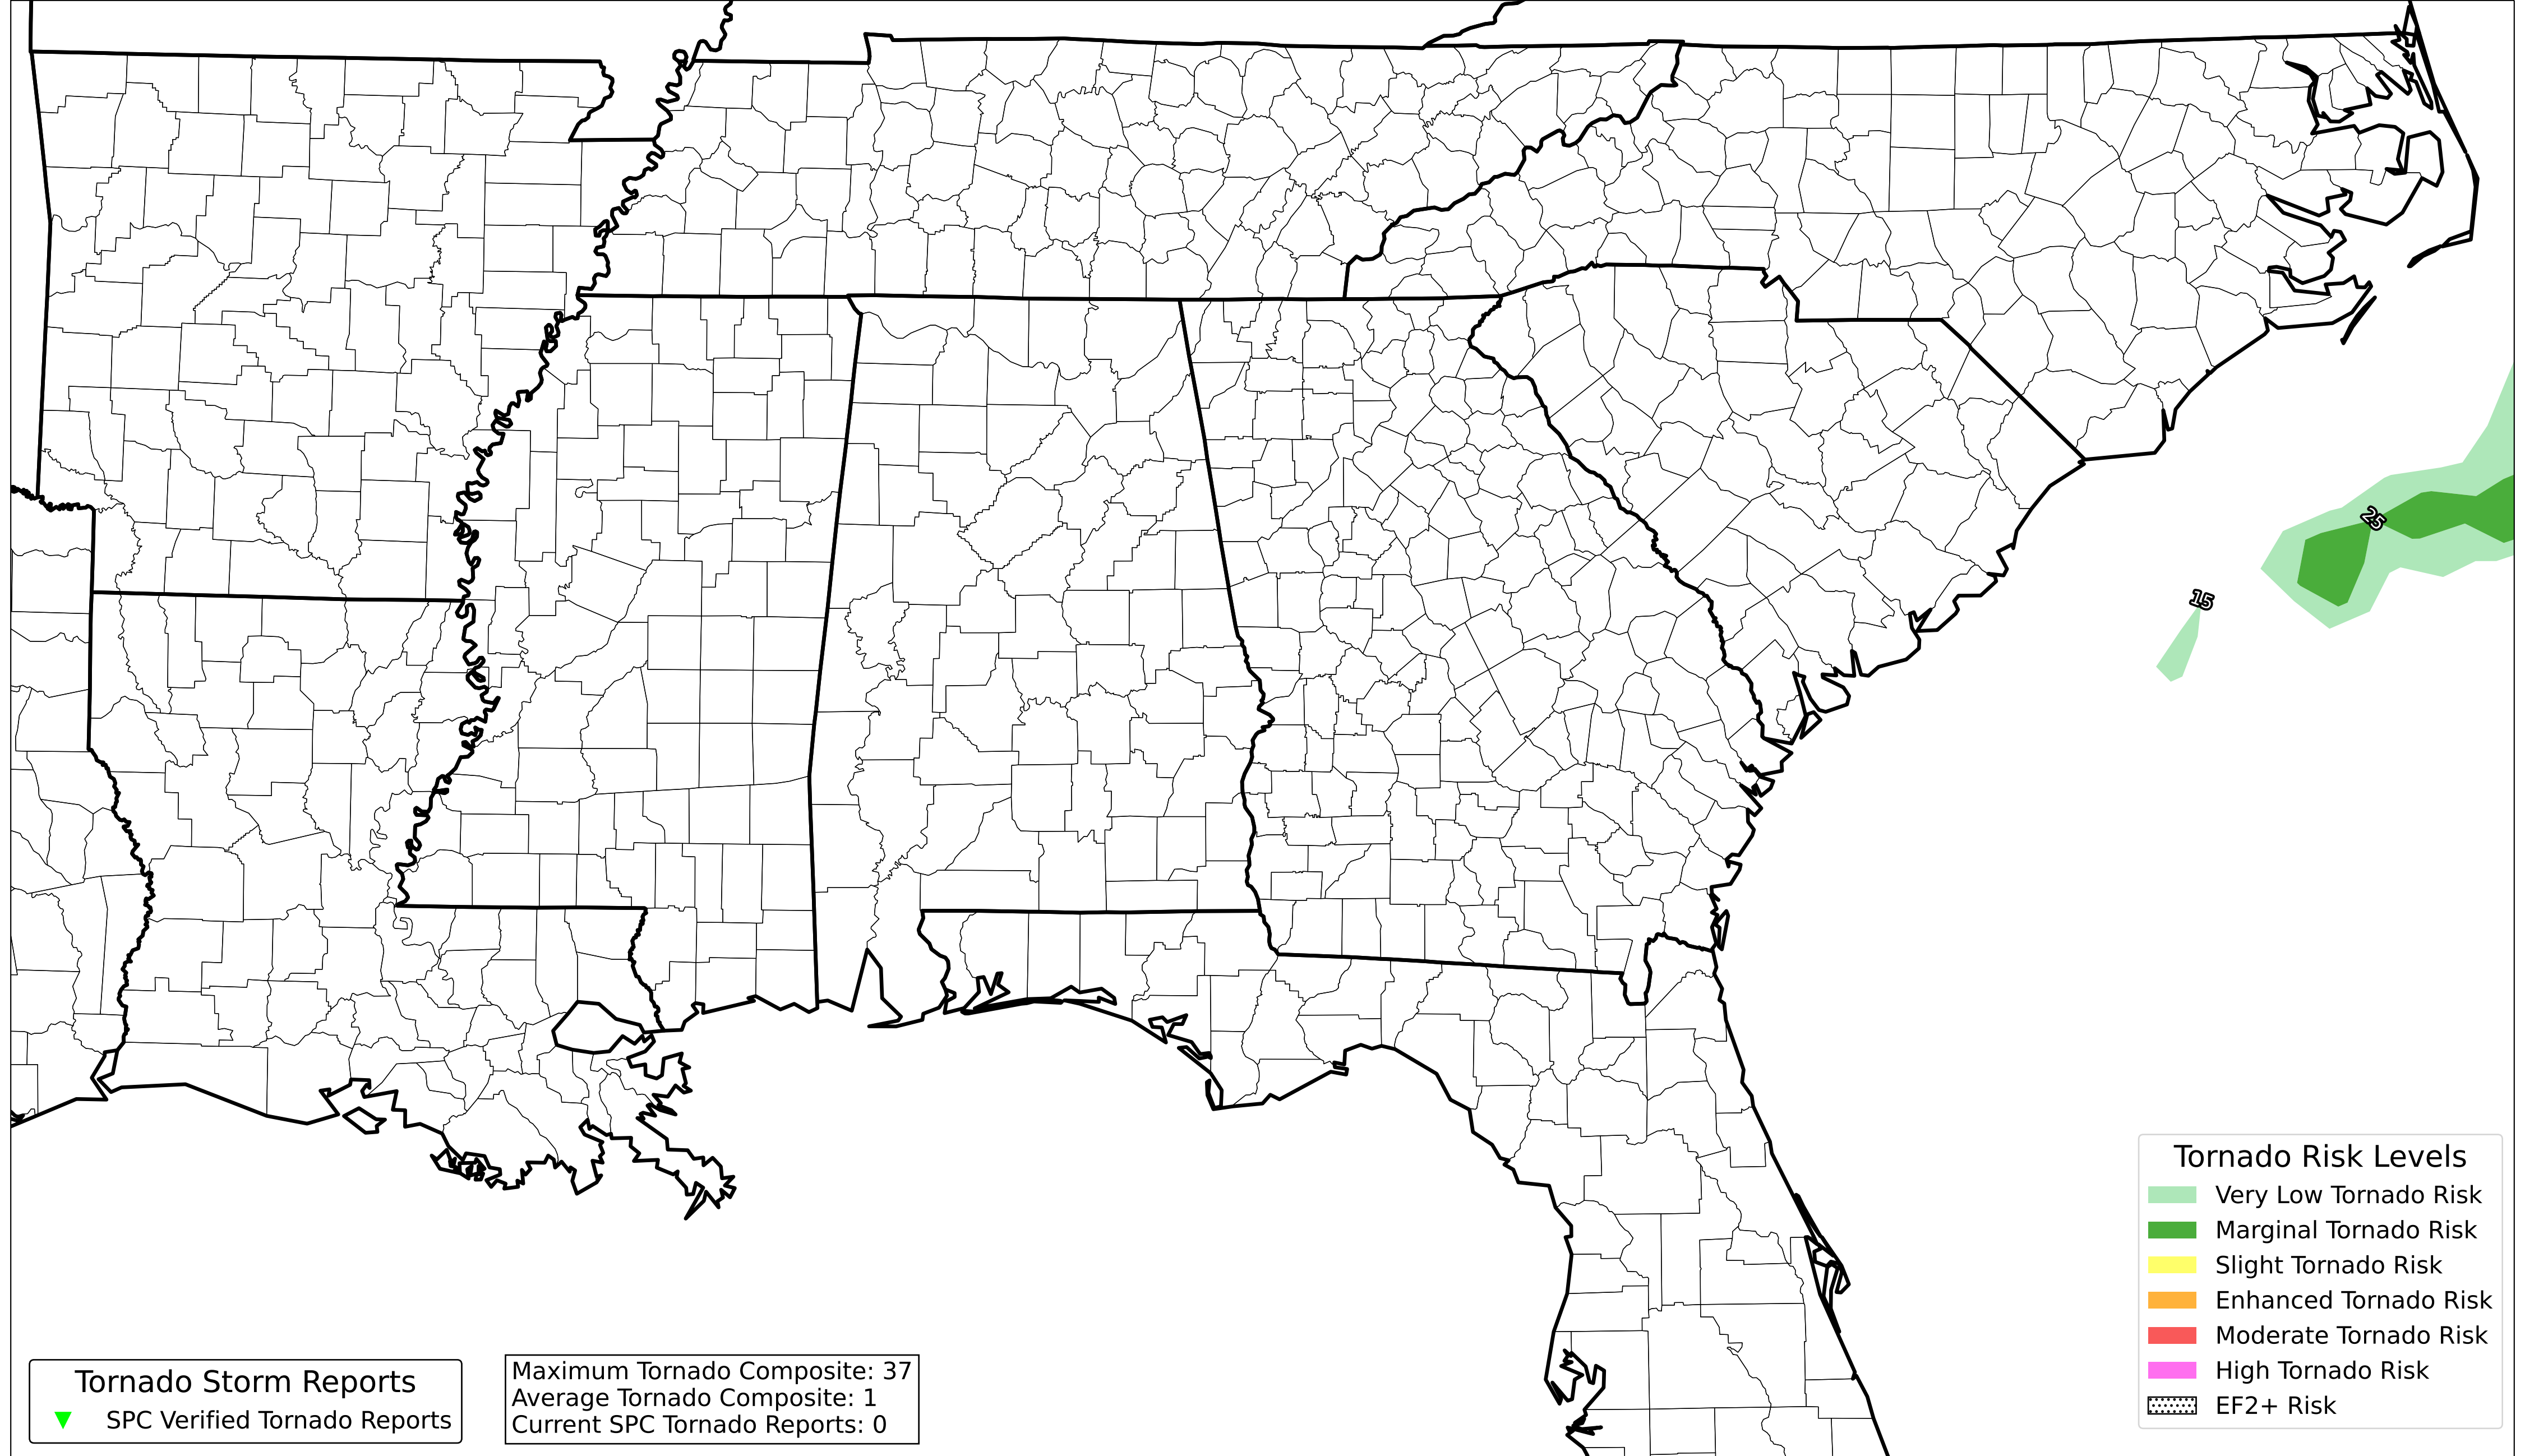 25
15
Tornado Risk Levels
Very Low Tornado Risk
Marginal Tornado Risk
Slight Tornado Risk
Enhanced Tornado Risk
Moderate Tornado Risk
High Tornado Risk
EF2+ Risk
Tornado Storm Reports
SPC Verified Tornado Reports
Maximum Tornado Composite: 37
Average Tornado Composite: 1
Current SPC Tornado Reports: 0